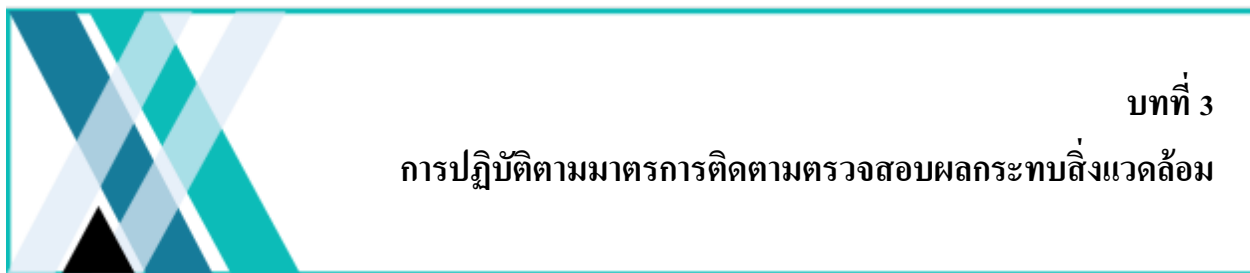 บทที่ 3
การปฏิบัติตามมาตรการติดตามตรวจสอบผลกระทบสิ่งแวดล้อม